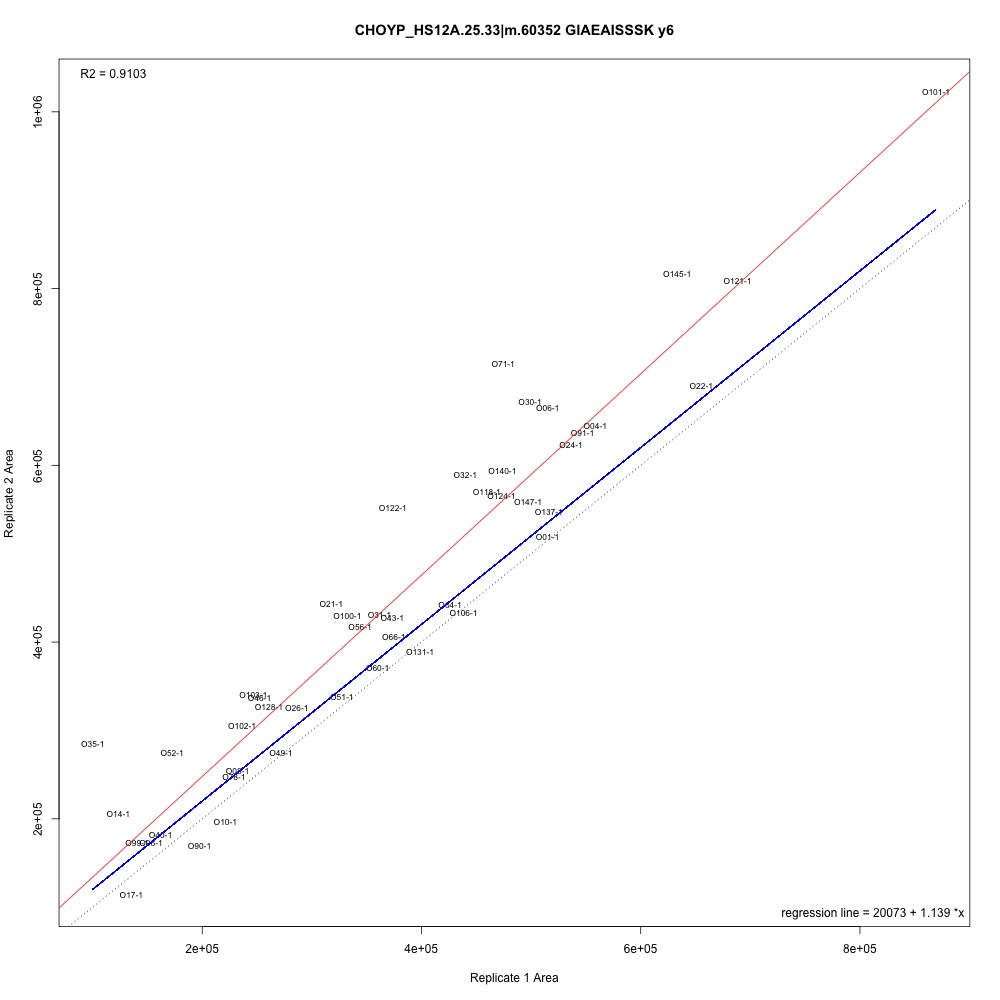 CHOYP_HS12A.25.33|m.60352 GIAEAISSSK y6
R2 = 0.9103
1e+06
8e+05
6e+05
4e+05
2e+05
Replicate 2 Area
O101-1
O145-1
O121-1
O71-1
O22-1
O30-1
O06-1
O04-1
O91-1
O24-1
O140-1
O32-1
O118-1
O124-1
O147-1
O122-1
O137-1
O01-1
O21-1
O100-1
O31-1
O43-1
O56-1
O106-1
O66-1
O131-1
O60-1
O103-1
O46-1
O51-1
O128-1
O26-1
O102-1
O35-1
O52-1
O49-1
O14-1
O10-1
O40-1
O99-1
O90-1
O17-1
regression line = 20073 + 1.139 *x
2e+05 4e+05 6e+05 8e+05
Replicate 1 Area